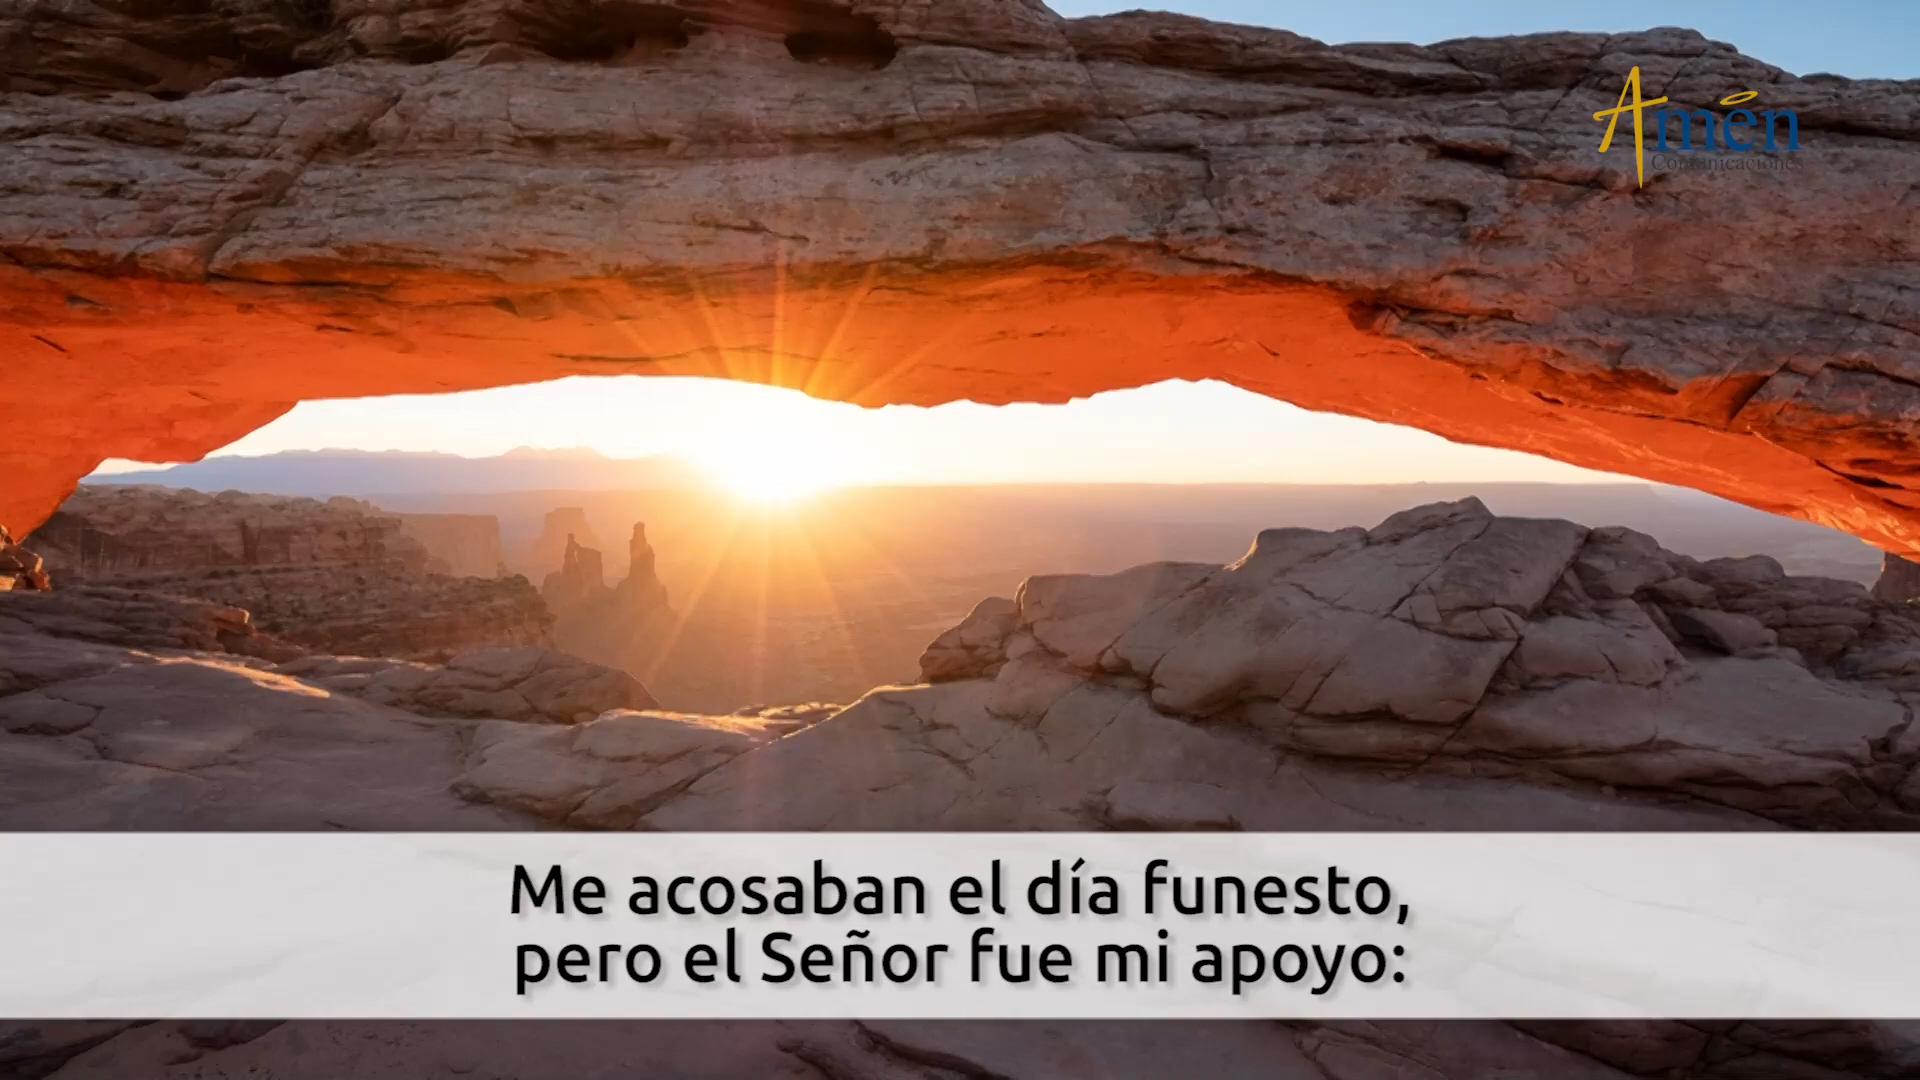 Amén
Comunicaciones
Me acosaban el día funesto,
pero el Señor fue mi apoyo: